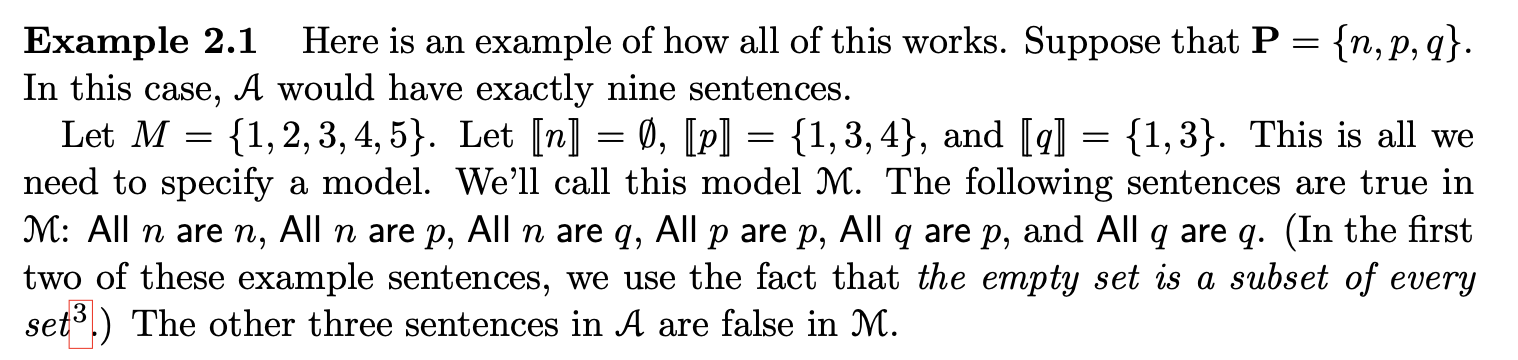 Example 2.1 Here is an example of how all of this works. Suppose that P = {n, p, q}.
In this case, 𝒜 would have exactly nine sentences.
Let M = {1, 2, 3, 4, 5}. Let ⟦n⟧ = ∅, ⟦p⟧ = {1, 3, 4}, and ⟦q⟧ = {1, 3}. This is all we
need to specify a model. We'll call this model ℳ. The following sentences are true in
ℳ: All n are n, All n are p, All n are q, All p are p, All q are p, and All q are q. (In the first
two of these example sentences, we use the fact that the empty set is a subset of every
set³.) The other three sentences in 𝒜 are false in ℳ.